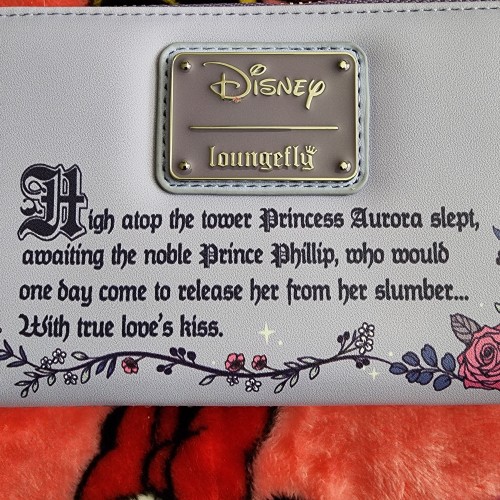 Disney
loungefly
High atop the tower Princess Aurora slept,
awaiting the noble Prince Phillip, who would
one day come to release her from her slumber...
With true love's kiss.